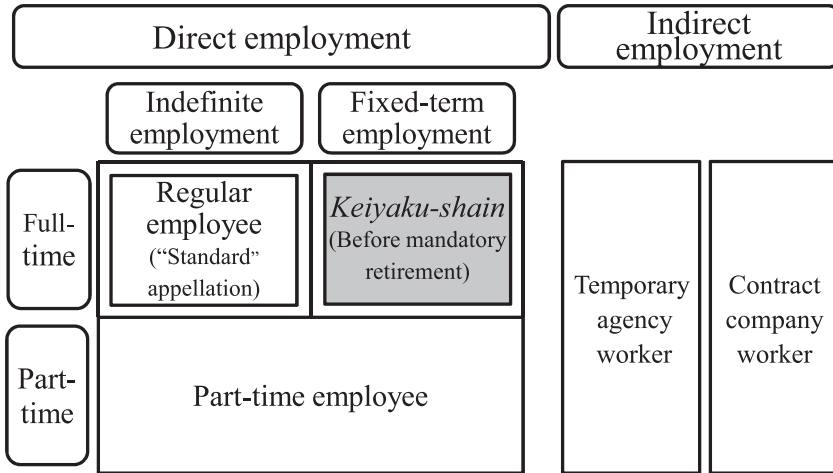 Direct employment
Indirect
employment
Indefinite
employment
Fixed-term
employment
Full-
time
Regular
employee
(“Standard”
appellation)
Keiyaku-shain
(Before mandatory
retirement)
Temporary
agency
worker
Contract
company
worker
Part-
time
Part-time employee